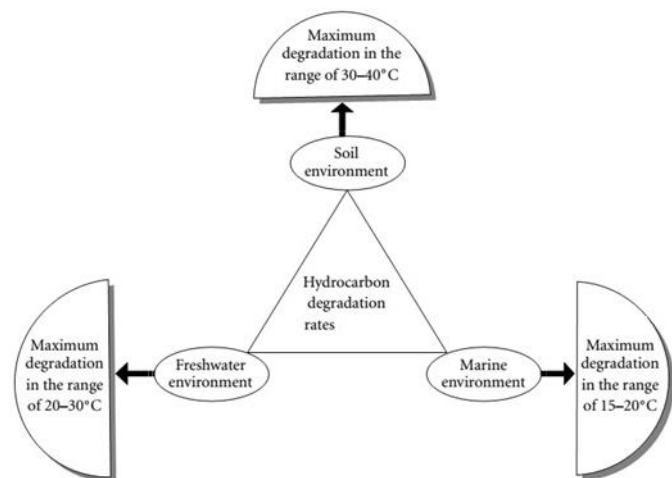 Maximum
degradation in the
range of 30–40°C
Soil
environment
Hydrocarbon
degradation
rates
Maximum
degradation
in the range
of 20–30°C
Freshwater
environment
Marine
environment
Maximum
degradation
in the range
of 15–20°C